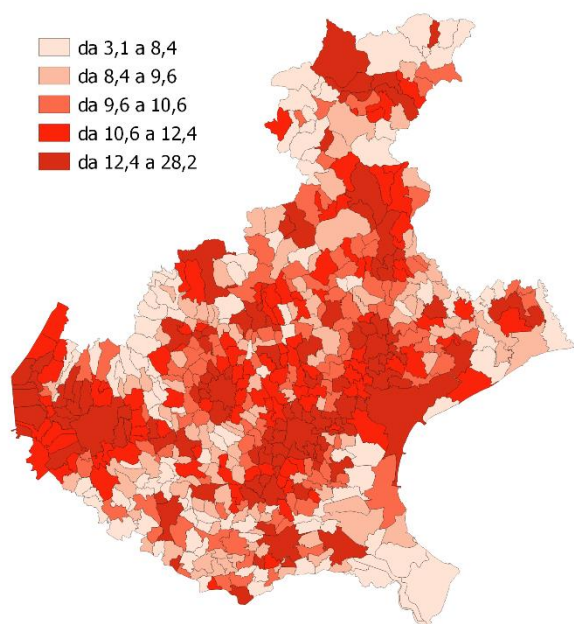 da 3,1 a 8,4
da 8,4 a 9,6
da 9,6 a 10,6
da 10,6 a 12,4
da 12,4 a 28,2